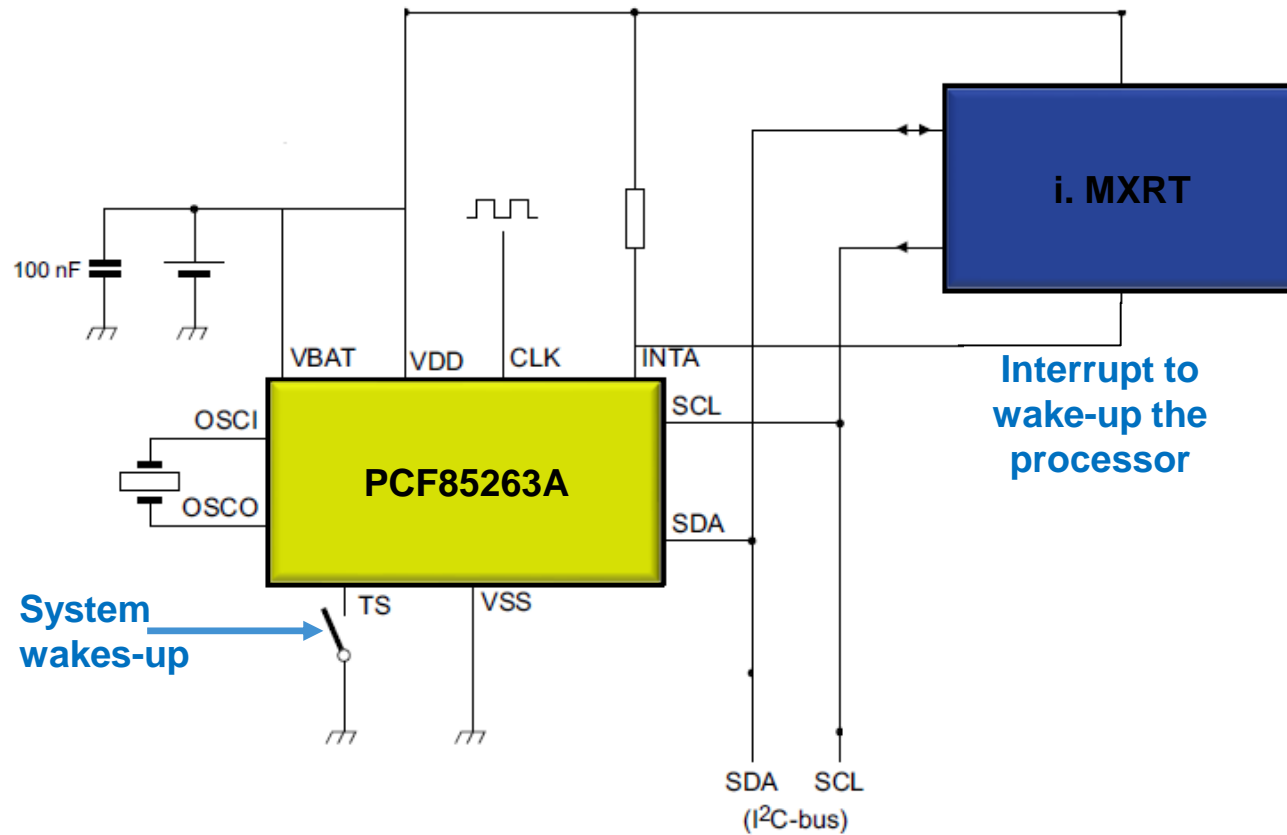 i. MXRT
100 nF
VBAT
VDD
CLK
INTA
Interrupt to
wake-up the
processor
OSCI
SCL
PCF85263A
OSCO
SDA
System
wakes-up
TS
VSS
SDA
SCL
(I²C-bus)